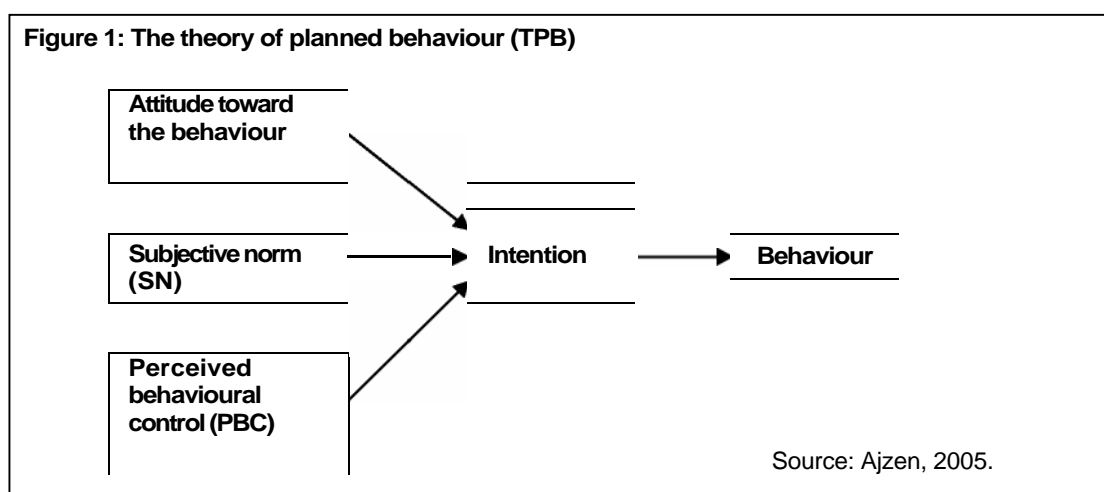 Figure 1: The theory of planned behaviour (TPB)
Attitude toward
the behaviour
Subjective norm
(SN)
Intention
Behaviour
Perceived
behavioural
control (PBC)
Source: Ajzen, 2005.